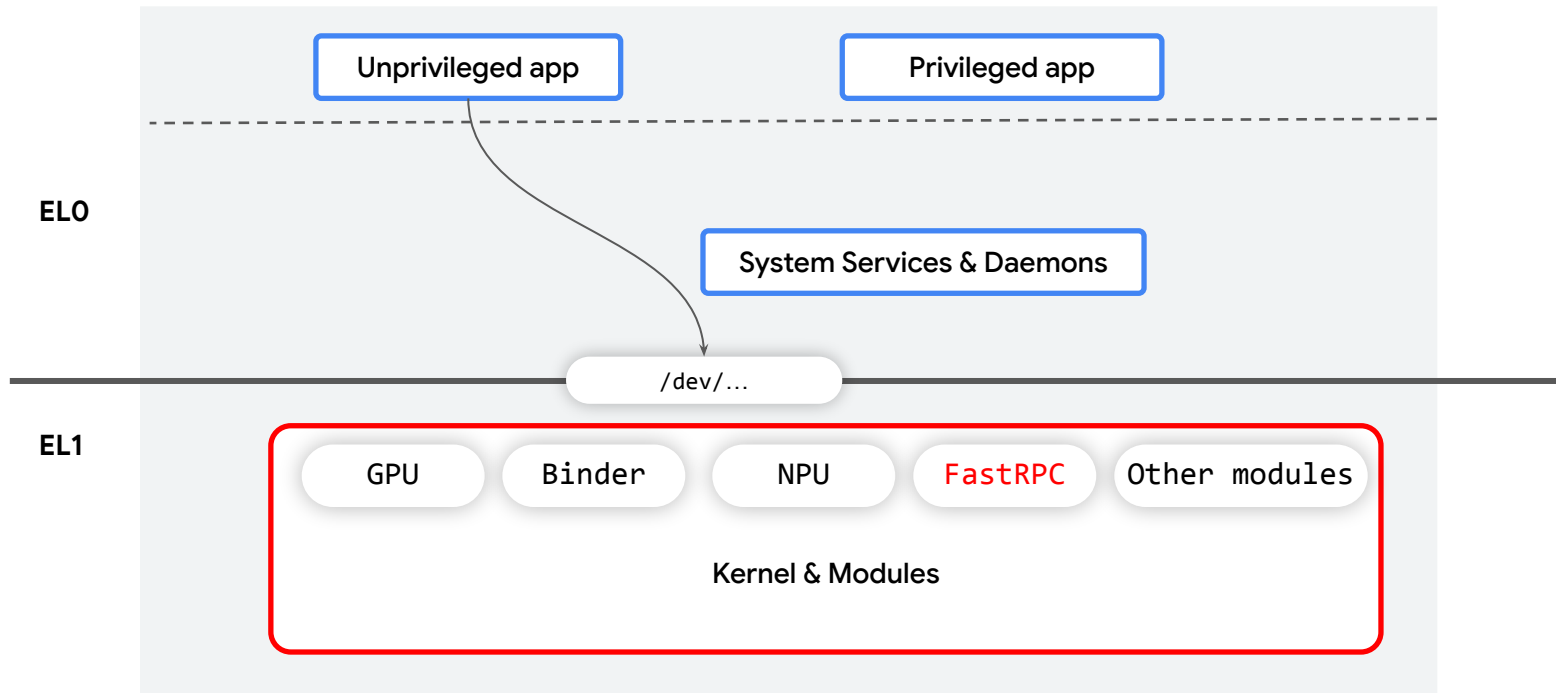 Unprivileged app
Privileged app
EL0
System Services & Daemons
/dev/...
EL1
GPU
Binder
NPU
FastRPC
Other modules
Kernel & Modules